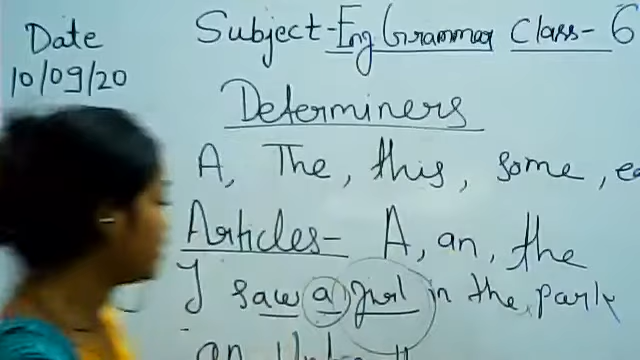 Date
10/09/20
Subject-Eng Grammar Class-6
Determiners
A, The, this, some,
Articles- A, an, the
I saw a girl in the park
an